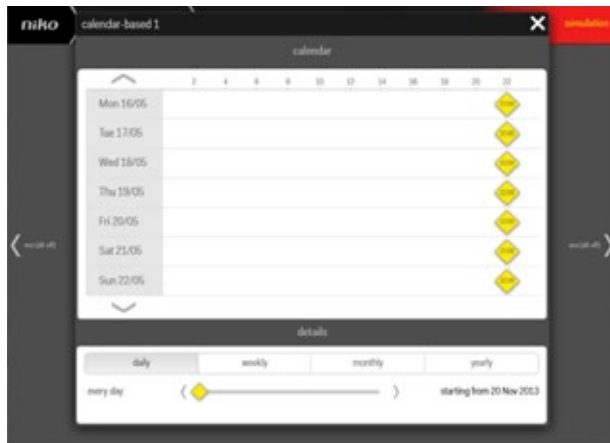 niko
calendar-based 1
simulation
calendar
2 4 6 8 10 12 14 16 18 20 22
Mon 16/05
Tue 17/05
Wed 18/05
Thu 19/05
Fri 20/05
Sat 21/05
Sun 22/05
details
daily weekly monthly yearly
every day
starting from 20 Nov 2013